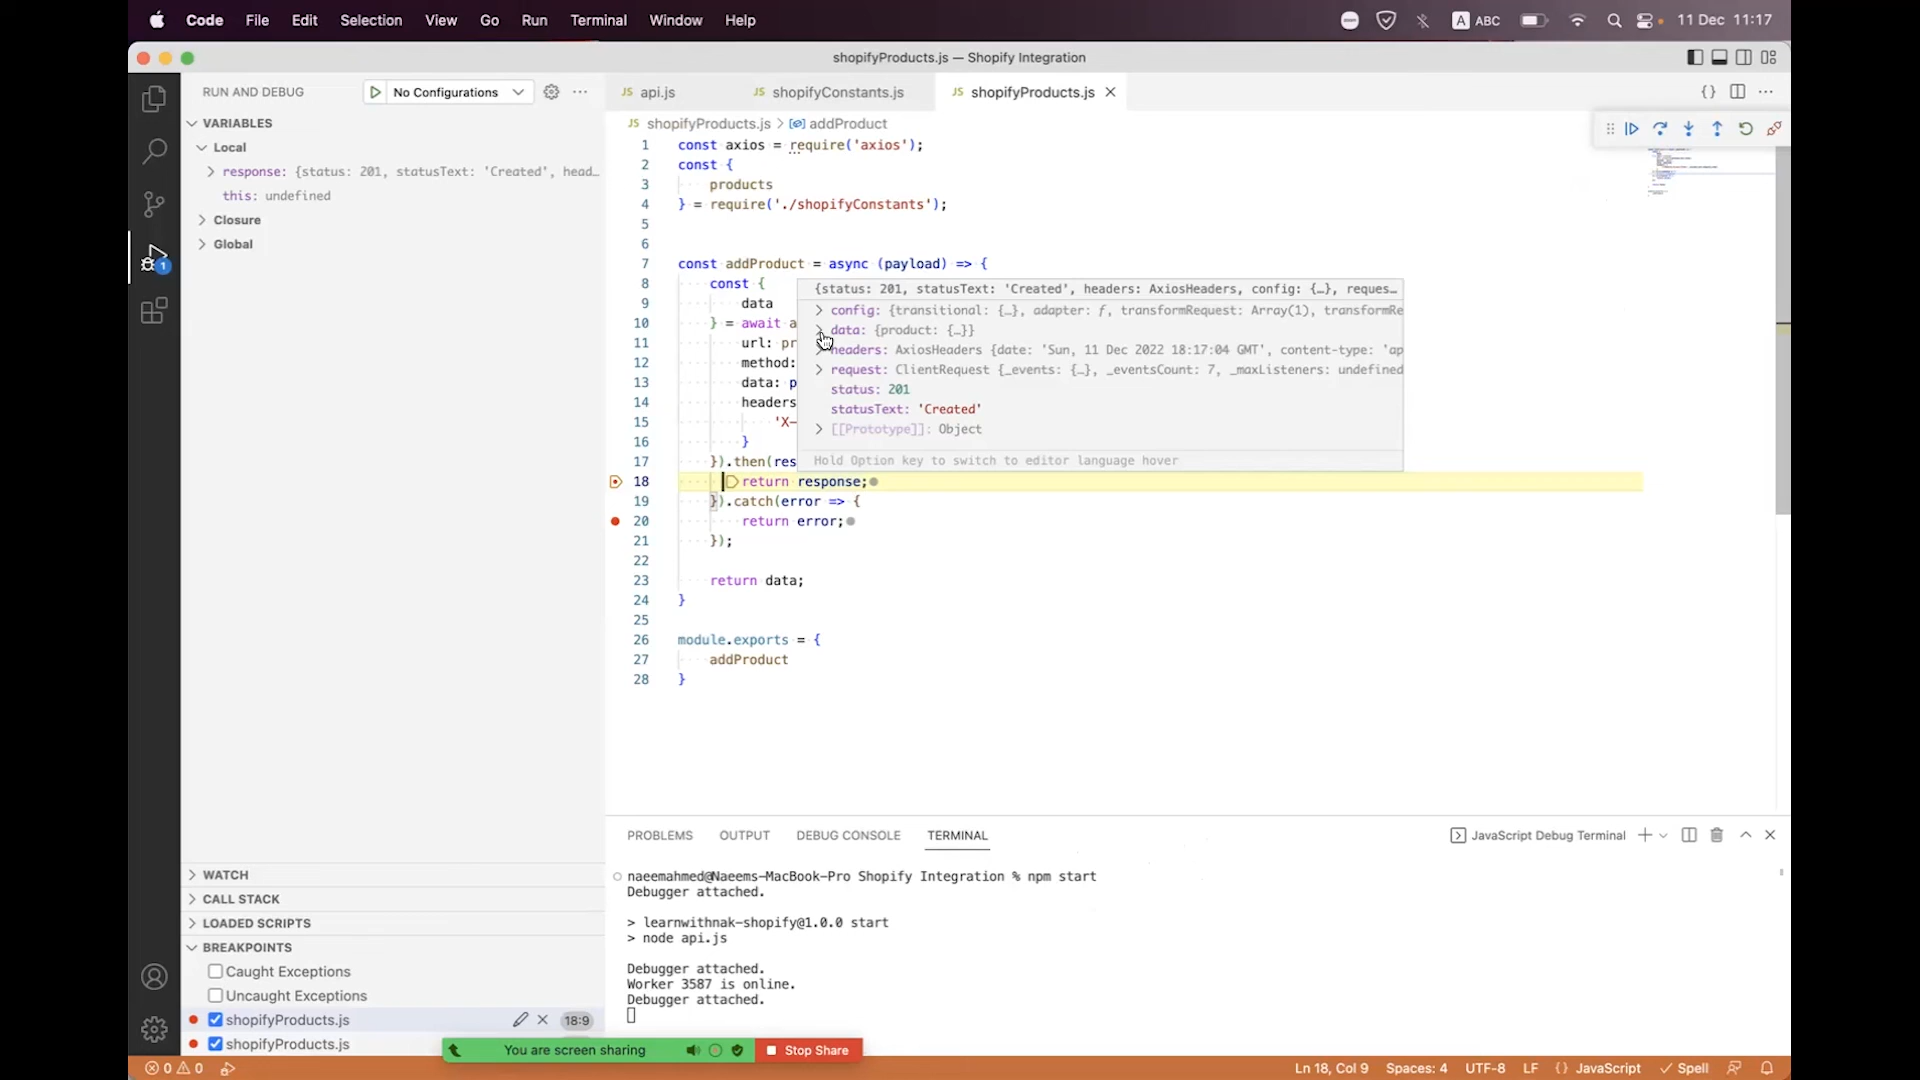 Code File Edit Selection View Go Run Terminal Window Help
A ABC 11 Dec 11:17
shopifyProducts.js — Shopify Integration
RUN AND DEBUG No Configurations
JS api.js JS shopifyConstants.js JS shopifyProducts.js
VARIABLES
Local
response: {status: 201, statusText: 'Created', head…
this: undefined
Closure
Global
JS shopifyProducts.js > addProduct
1 const axios = require('axios');
2 const {
3 products
4 } = require('./shopifyConstants');
5
6
7 const addProduct = async (payload) => {
8 const {
9 data
10 } = await a
11 url: pr
12 method:
13 data: p
14 headers
15 'X-
16 }
17 }).then(res
18 return response;
19 }).catch(error => {
20 return error;
21 });
22
23 return data;
24 }
25
26 module.exports = {
27 addProduct
28 }
{status: 201, statusText: 'Created', headers: AxiosHeaders, config: {…}, reques…
config: {transitional: {…}, adapter: ƒ, transformRequest: Array(1), transformRe
data: {product: {…}}
headers: AxiosHeaders {date: 'Sun, 11 Dec 2022 18:17:04 GMT', content-type: 'ap
request: ClientRequest {_events: {…}, _eventsCount: 7, _maxListeners: undefined
status: 201
statusText: 'Created'
[[Prototype]]: Object
Hold Option key to switch to editor language hover
PROBLEMS OUTPUT DEBUG CONSOLE TERMINAL
JavaScript Debug Terminal
naeemahmed@Naeems-MacBook-Pro Shopify Integration % npm start
Debugger attached.
> learnwithnak-shopify@1.0.0 start
> node api.js
Debugger attached.
Worker 3587 is online.
Debugger attached.
WATCH
CALL STACK
LOADED SCRIPTS
BREAKPOINTS
Caught Exceptions
Uncaught Exceptions
shopifyProducts.js 18:9
shopifyProducts.js
1
You are screen sharing Stop Share
0 0
Ln 18, Col 9 Spaces: 4 UTF-8 LF {} JavaScript Spell